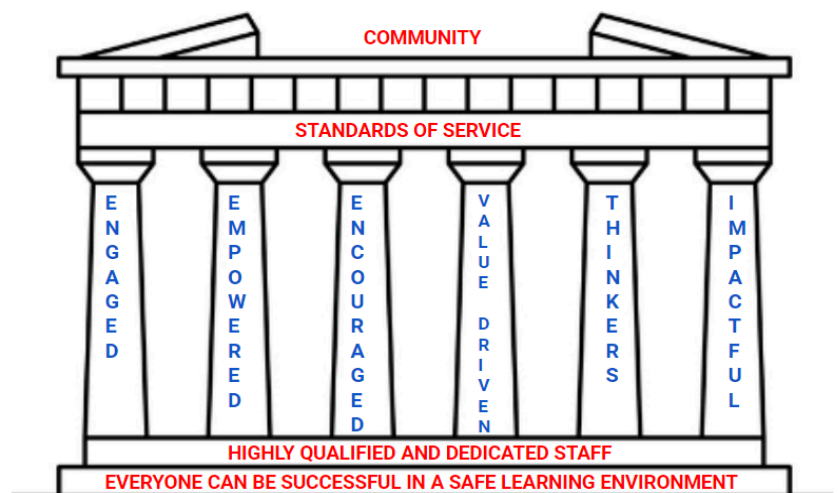 COMMUNITY
STANDARDS OF SERVICE
ENGAGED
EMPOWERED
ENCOURAGED
VALUE DRIVEN
THINKERS
IMPACTFUL
HIGHLY QUALIFIED AND DEDICATED STAFF
EVERYONE CAN BE SUCCESSFUL IN A SAFE LEARNING ENVIRONMENT